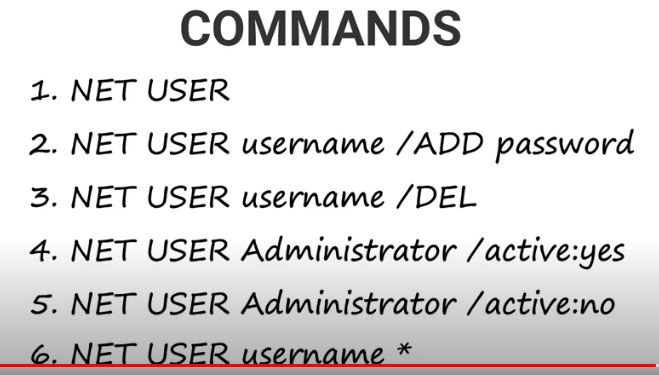 COMMANDS
1. NET USER
2. NET USER username /ADD password
3. NET USER username /DEL
4. NET USER Administrator /active:yes
5. NET USER Administrator /active:no
6. NET USER username *